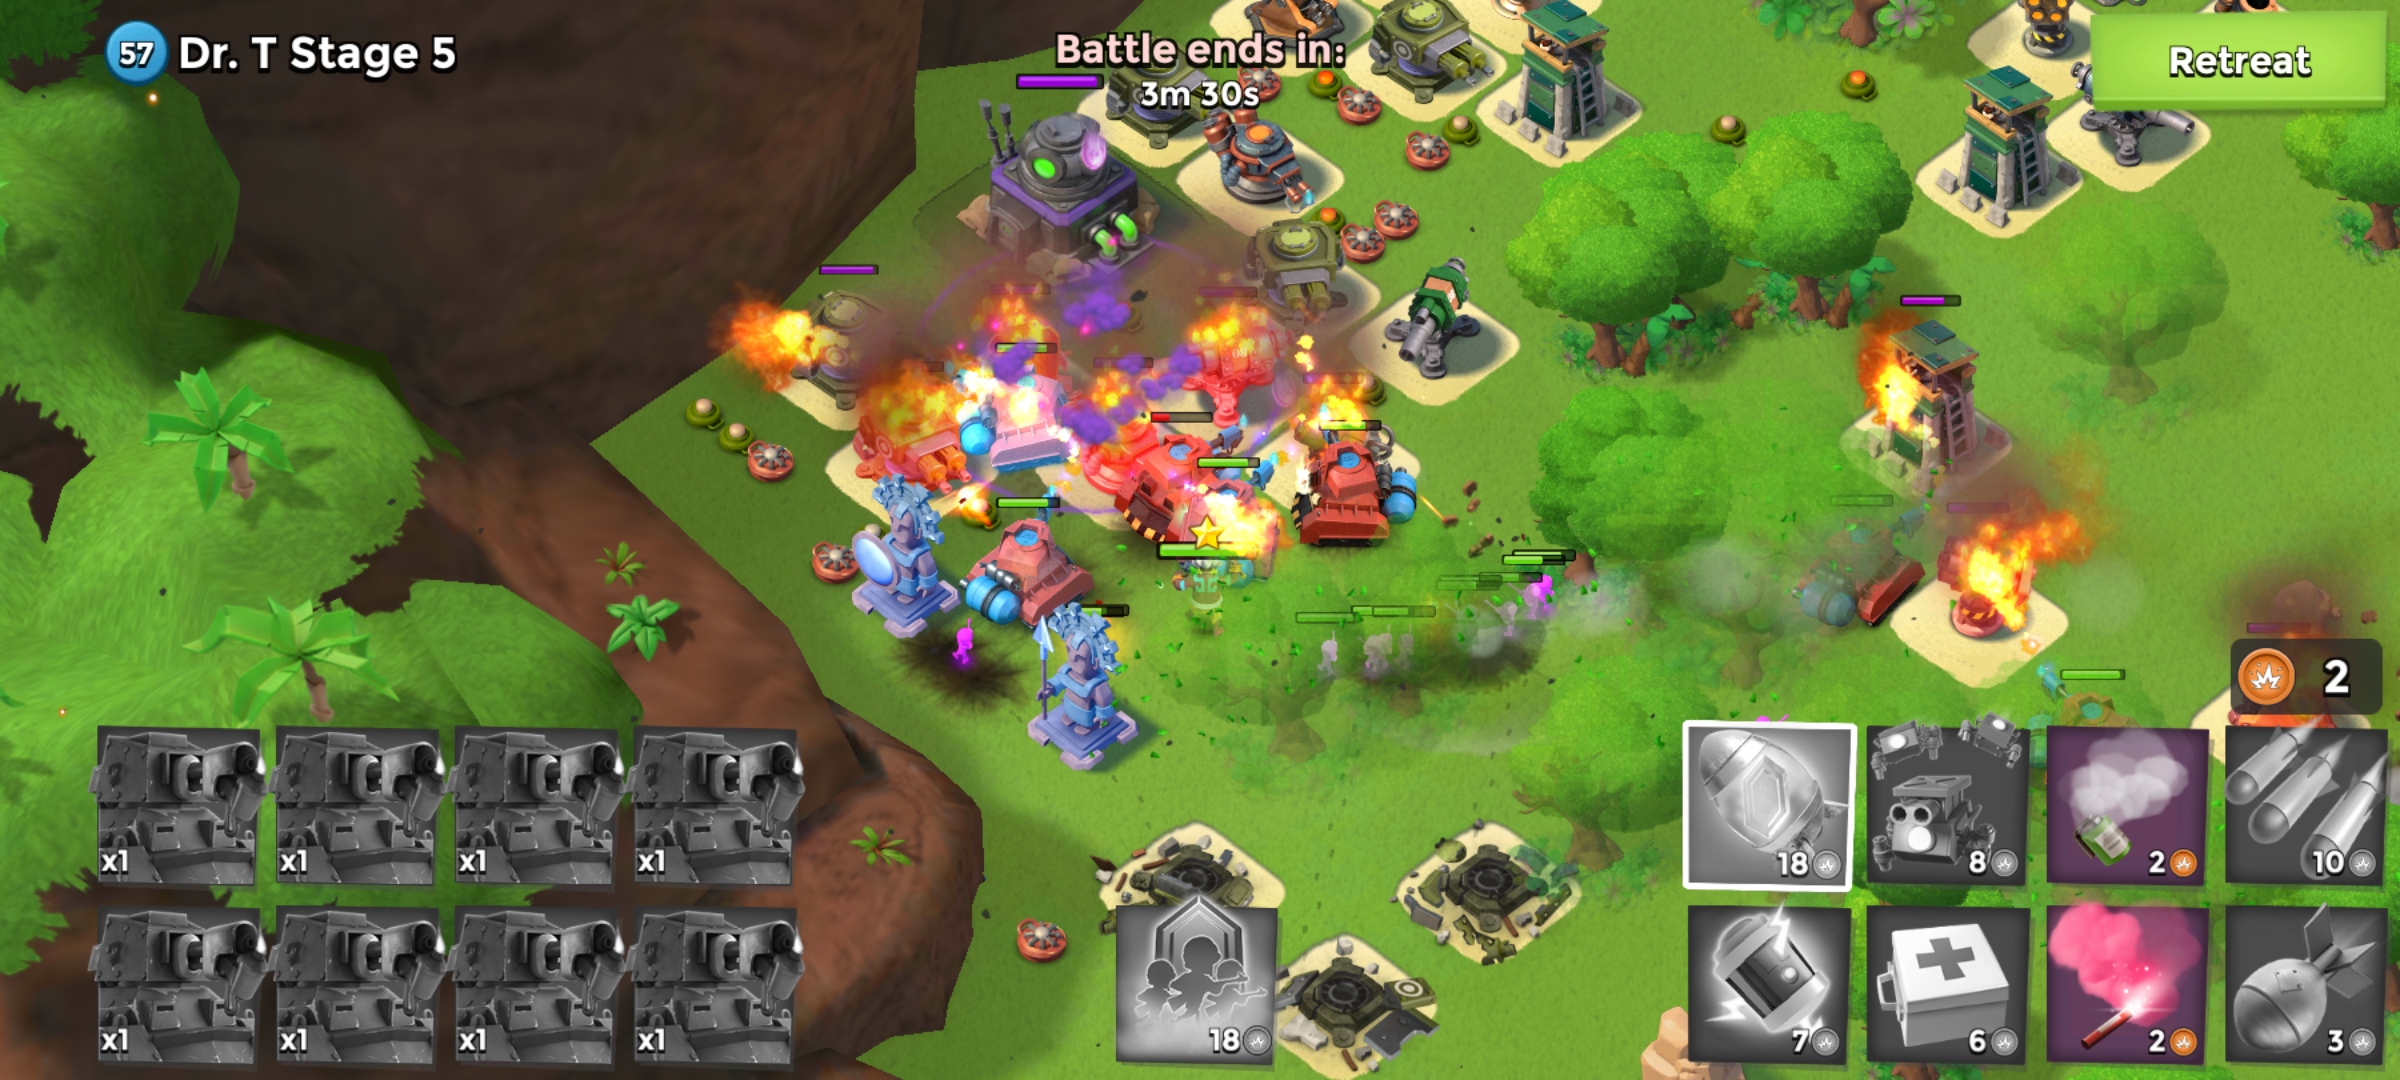 57 Dr. T Stage 5
Battle ends in:
3m 30s
Retreat
2
x1 x1 x1 x1
18 8 2 10
x1 x1 x1 x1
18
7 6 2 3